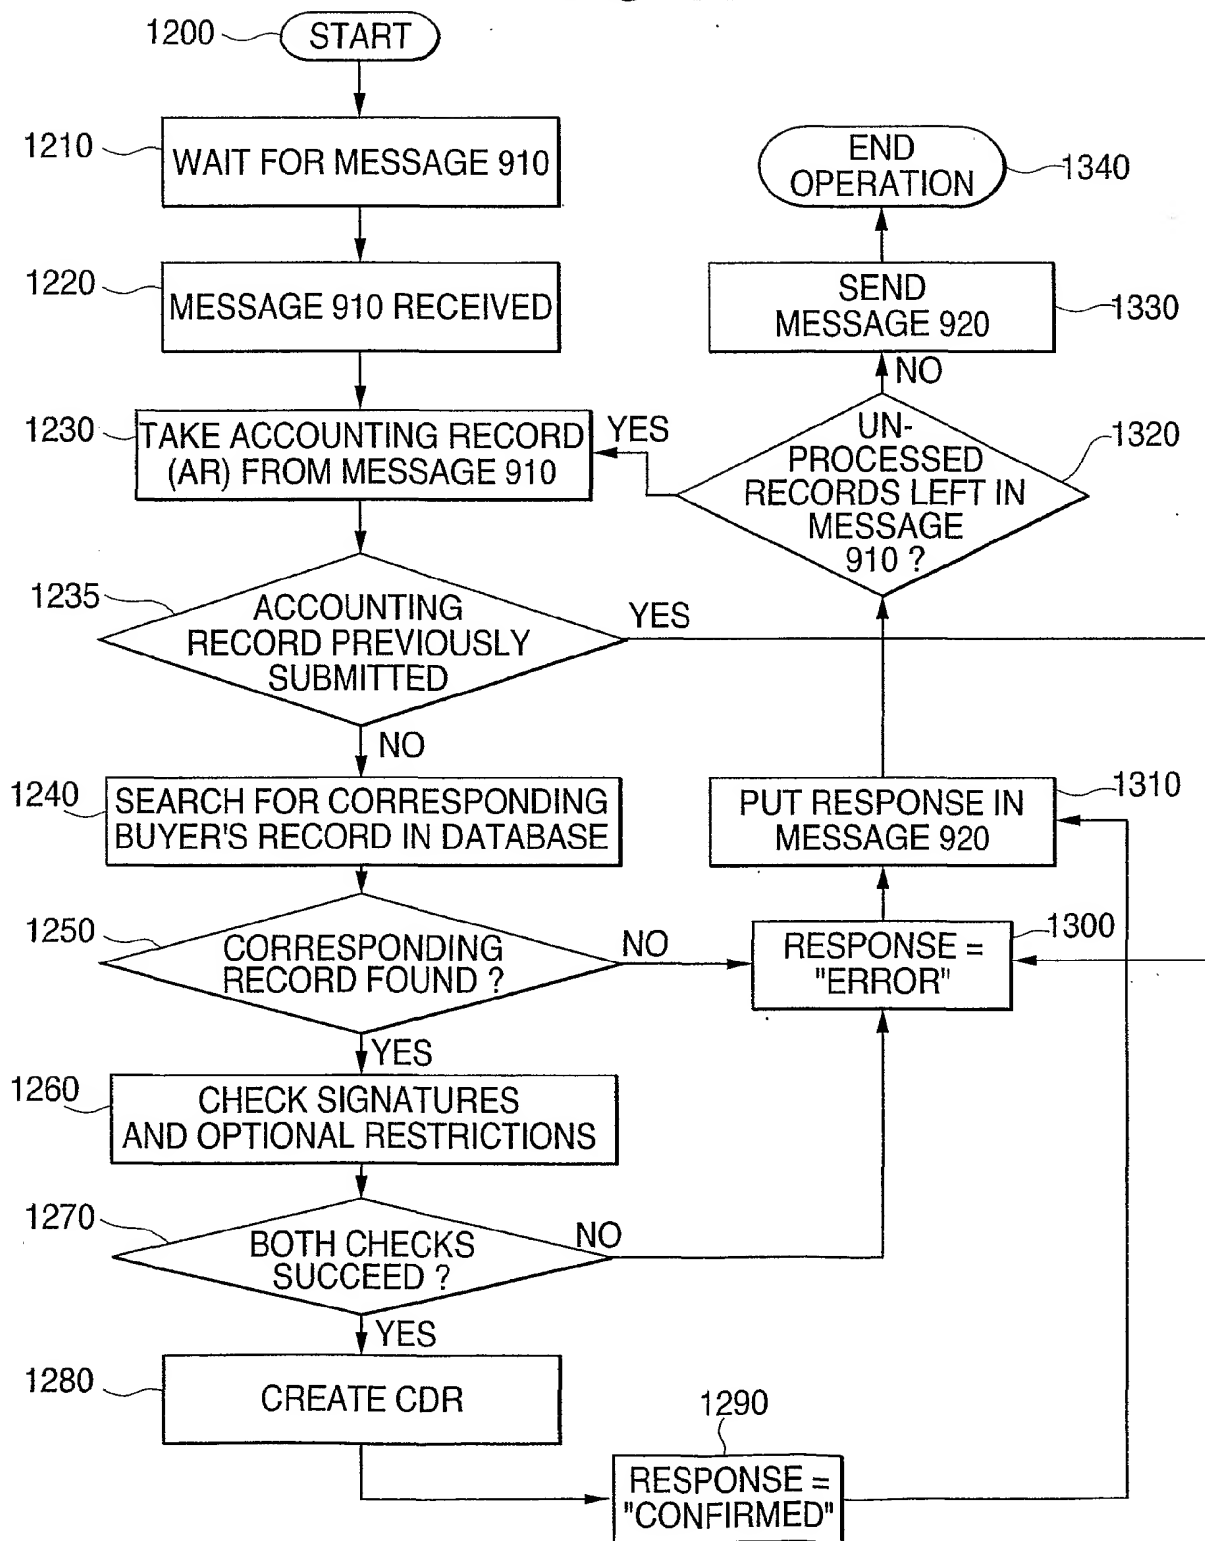 1200
START
1210
WAIT FOR MESSAGE 910
1220
MESSAGE 910 RECEIVED
1230
TAKE ACCOUNTING RECORD
(AR) FROM MESSAGE 910
1235
ACCOUNTING
RECORD PREVIOUSLY
SUBMITTED
YES
NO
1240
SEARCH FOR CORRESPONDING
BUYER'S RECORD IN DATABASE
1250
CORRESPONDING
RECORD FOUND ?
NO
YES
1260
CHECK SIGNATURES
AND OPTIONAL RESTRICTIONS
1270
BOTH CHECKS
SUCCEED ?
NO
YES
1280
CREATE CDR
1290
RESPONSE =
"CONFIRMED"
1300
RESPONSE =
"ERROR"
1310
PUT RESPONSE IN
MESSAGE 920
1320
UN-
PROCESSED
RECORDS LEFT IN
MESSAGE
910 ?
YES
NO
1330
SEND
MESSAGE 920
1340
END
OPERATION